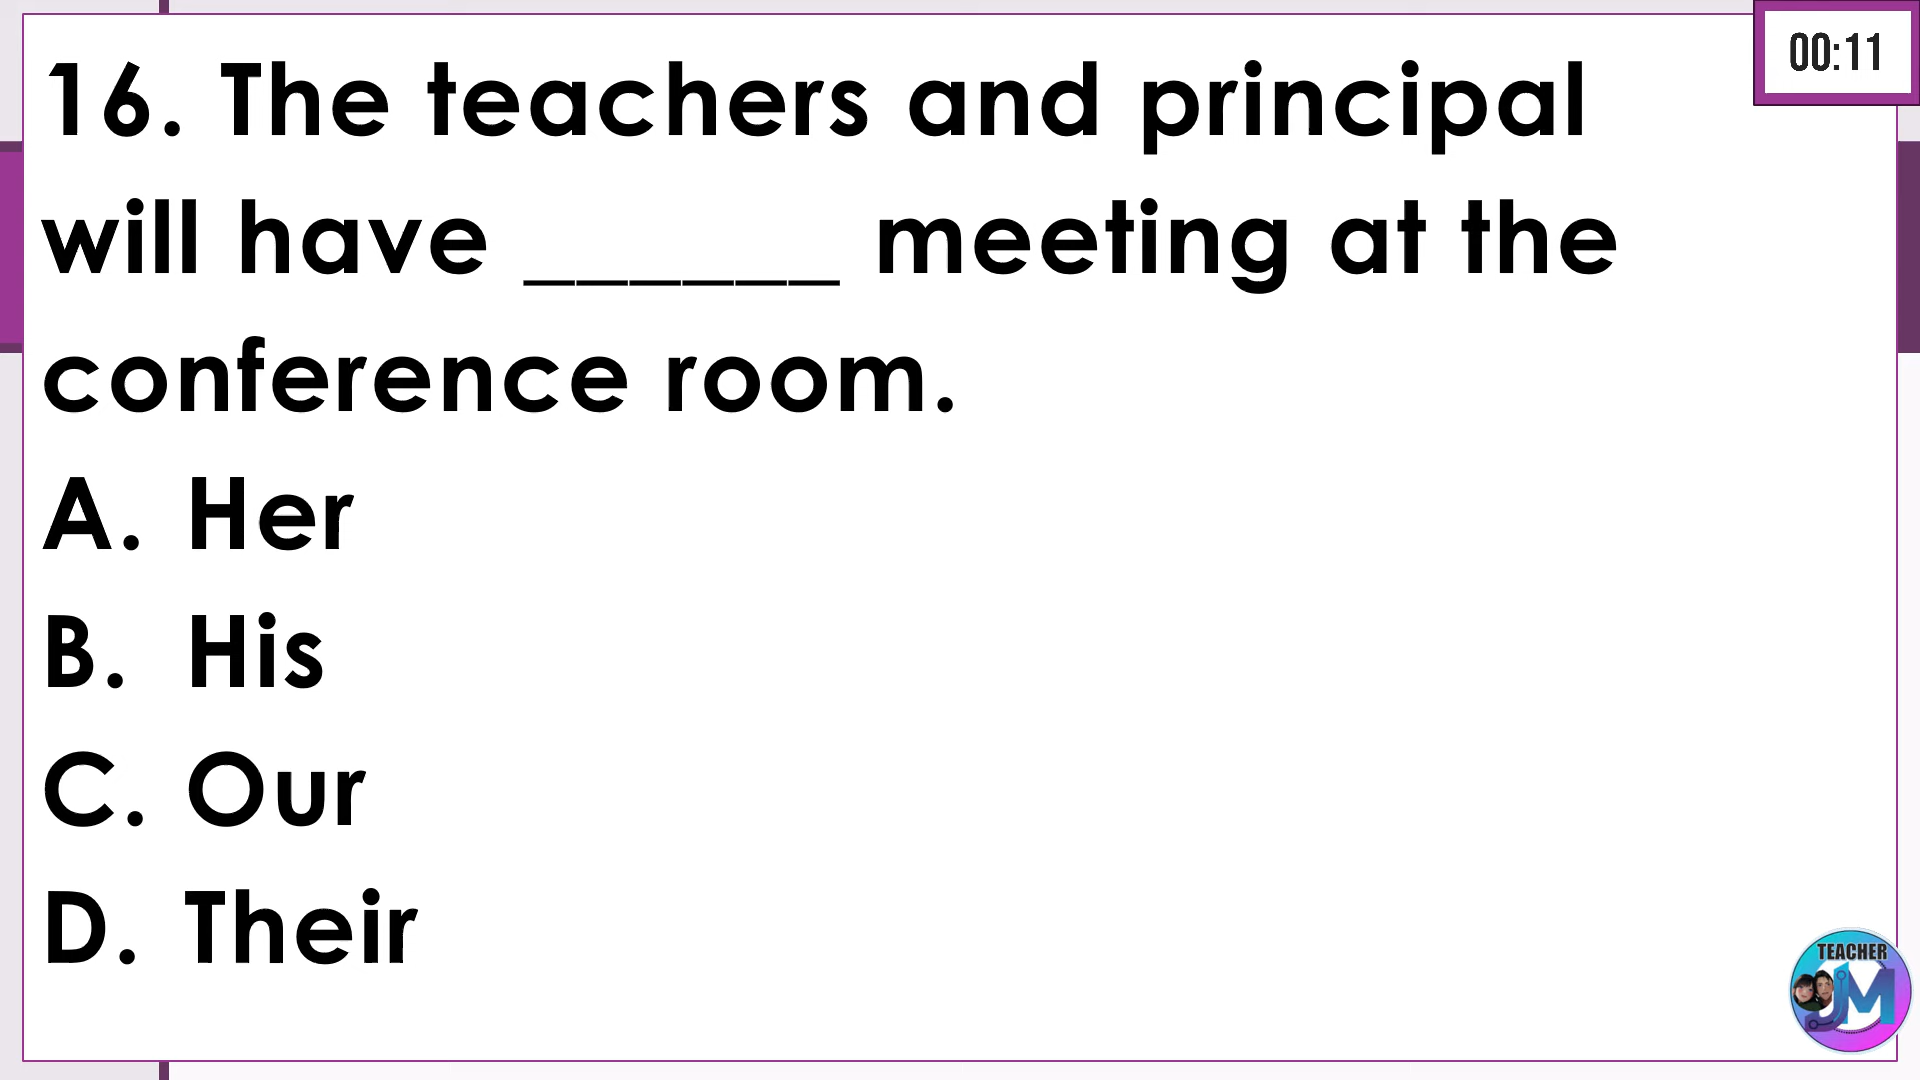 00:11
16. The teachers and principal
will have ______ meeting at the
conference room.
A. Her
B. His
C. Our
D. Their
TEACHER
JM